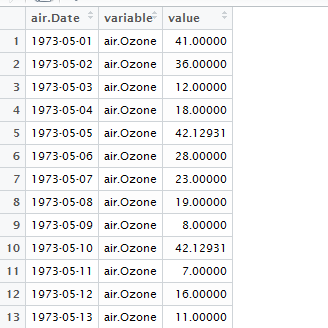 air.Date variable value
1 1973-05-01 air.Ozone 41.00000
2 1973-05-02 air.Ozone 36.00000
3 1973-05-03 air.Ozone 12.00000
4 1973-05-04 air.Ozone 18.00000
5 1973-05-05 air.Ozone 42.12931
6 1973-05-06 air.Ozone 28.00000
7 1973-05-07 air.Ozone 23.00000
8 1973-05-08 air.Ozone 19.00000
9 1973-05-09 air.Ozone 8.00000
10 1973-05-10 air.Ozone 42.12931
11 1973-05-11 air.Ozone 7.00000
12 1973-05-12 air.Ozone 16.00000
13 1973-05-13 air.Ozone 11.00000